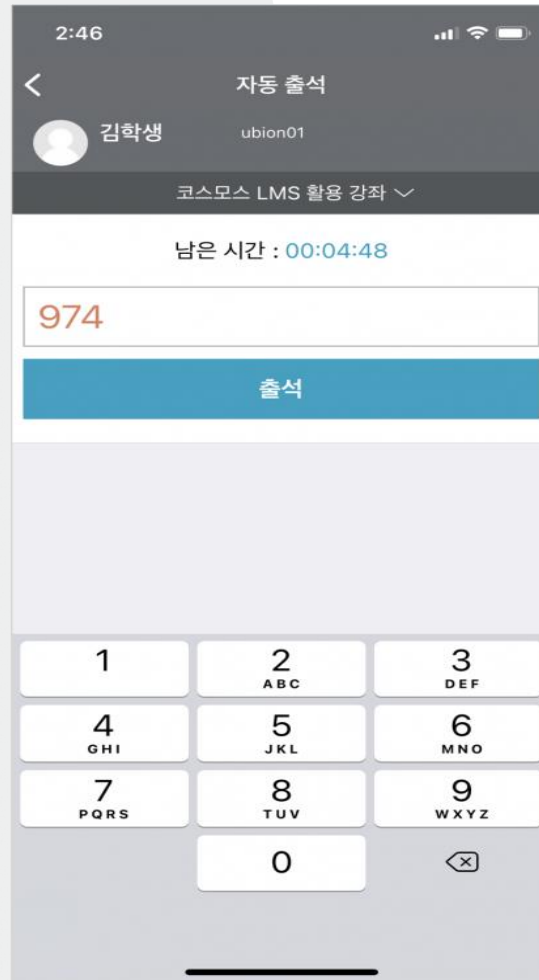 2:46
자동 출석
김학생 ubion01
코스모스 LMS 활용 강좌
남은 시간 : 00:04:48
974
출석
1 2 3
ABC DEF
4 5 6
GHI JKL MNO
7 8 9
PQRS TUV WXYZ
0